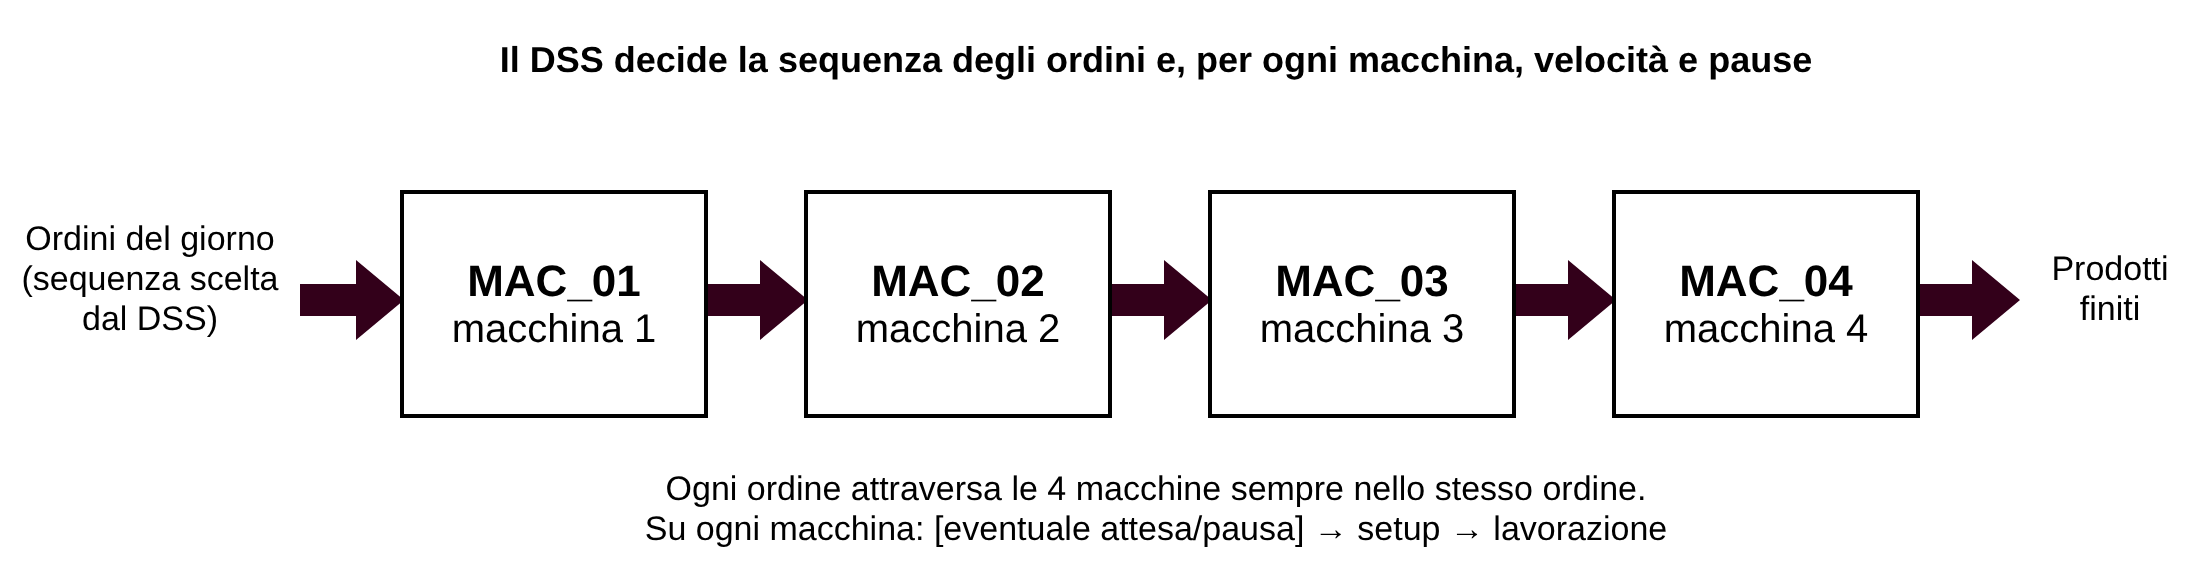 Il DSS decide la sequenza degli ordini e, per ogni macchina, velocità e pause
Ordini del giorno
(sequenza scelta
dal DSS)
MAC_01
macchina 1
MAC_02
macchina 2
MAC_03
macchina 3
MAC_04
macchina 4
Prodotti
finiti
Ogni ordine attraversa le 4 macchine sempre nello stesso ordine.
Su ogni macchina: [eventuale attesa/pausa] → setup → lavorazione